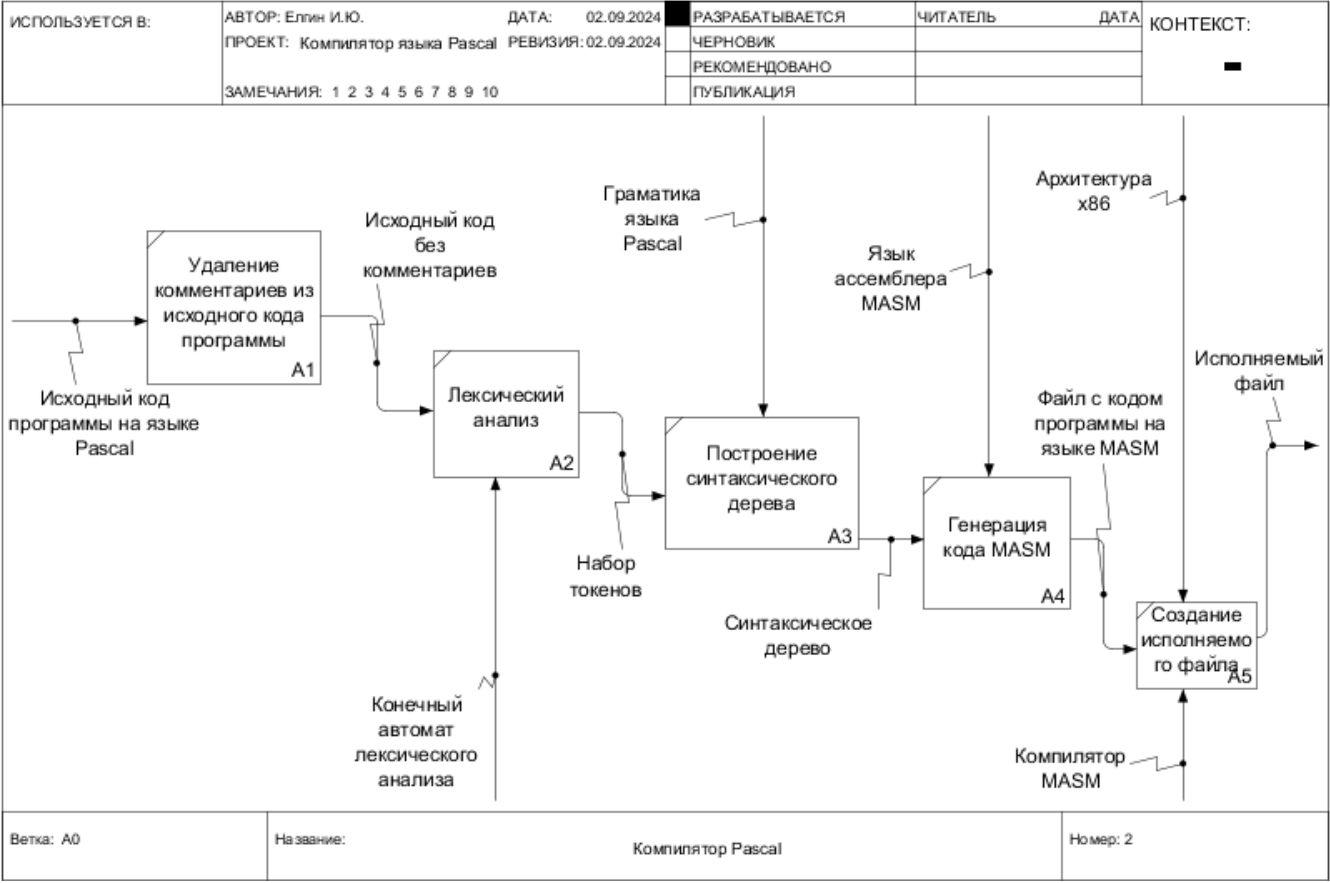 ИСПОЛЬЗУЕТСЯ В:
АВТОР: Елгин И.Ю.
ДАТА: 02.09.2024
ПРОЕКТ: Компилятор языка Pascal
РЕВИЗИЯ: 02.09.2024
ЗАМЕЧАНИЯ: 1 2 3 4 5 6 7 8 9 10
РАЗРАБАТЫВАЕТСЯ
ЧЕРНОВИК
РЕКОМЕНДОВАНО
ПУБЛИКАЦИЯ
ЧИТАТЕЛЬ
ДАТА
КОНТЕКСТ:
Исходный код
программы на языке
Pascal
Удаление
комментариев из
исходного кода
программы
A1
Исходный код
без
комментариев
Лексический
анализ
A2
Конечный
автомат
лексического
анализа
Набор
токенов
Граматика
языка
Pascal
Построение
синтаксического
дерева
A3
Синтаксическое
дерево
Язык
ассемблера
MASM
Генерация
кода MASM
A4
Файл с кодом
программы на
языке MASM
Архитектура
x86
Создание
исполняемо
го файла
A5
Компилятор
MASM
Исполняемый
файл
Ветка: A0
Название:
Компилятор Pascal
Номер: 2